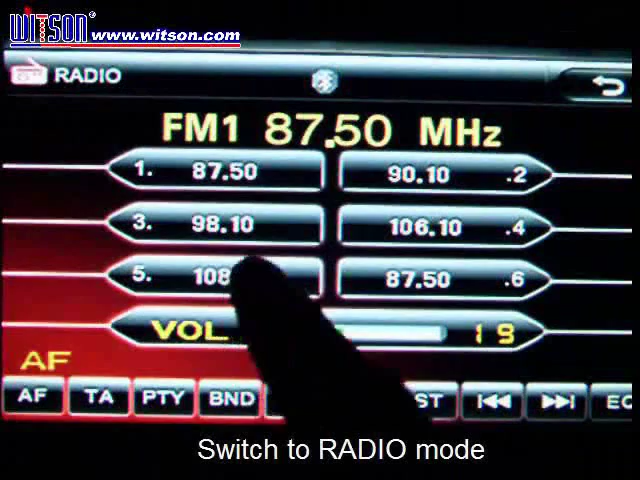 WiTSON®
www.witson.com
RADIO
FM1 87.50 MHz
1. 87.50
90.10 .2
3. 98.10
106.10 .4
5. 108
87.50 .6
VOL 19
AF
AF TA PTY BND ST EQ
Switch to RADIO mode